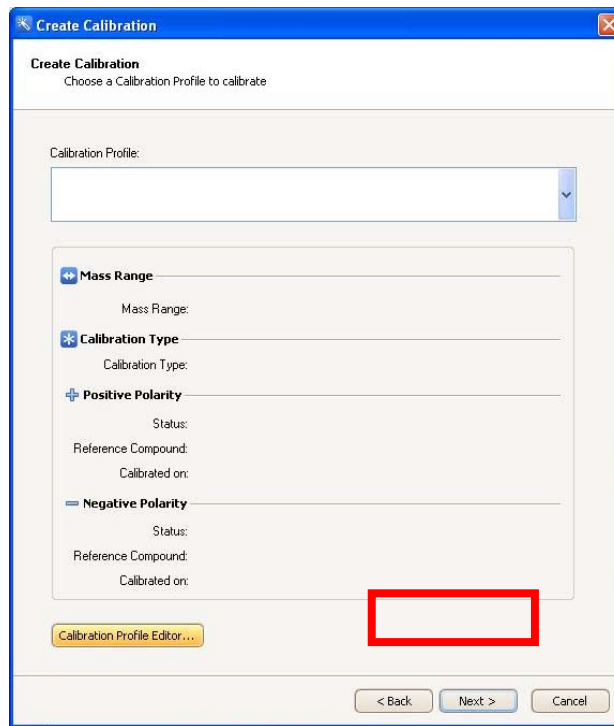 Create Calibration
Create Calibration
Choose a Calibration Profile to calibrate
Calibration Profile:
Mass Range
Mass Range:
Calibration Type
Calibration Type:
Positive Polarity
Status:
Reference Compound:
Calibrated on:
Negative Polarity
Status:
Reference Compound:
Calibrated on:
Calibration Profile Editor...
< Back Next > Cancel